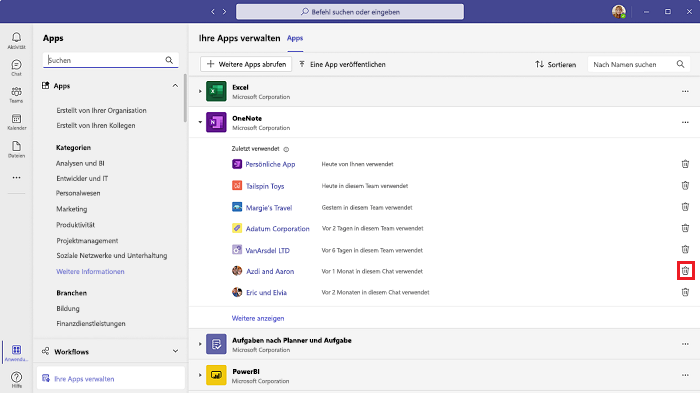 Befehl suchen oder eingeben
Aktivität
Chat
Teams
Kalender
Dateien
Anwendu...
Hilfe
Apps
Suchen
Apps
Erstellt von Ihrer Organisation
Erstellt von Ihren Kollegen
Kategorien
Analysen und BI
Entwickler und IT
Personalwesen
Marketing
Produktivität
Projektmanagement
Soziale Netzwerke und Unterhaltung
Weitere Informationen
Branchen
Bildung
Finanzdienstleistungen
Workflows
Ihre Apps verwalten
Ihre Apps verwalten Apps
Weitere Apps abrufen Eine App veröffentlichen Sortieren Nach Namen suchen
Excel
Microsoft Corporation
OneNote
Microsoft Corporation
Zuletzt verwendet
Persönliche App Heute von Ihnen verwendet
Tailspin Toys Heute in diesem Team verwendet
Margie's Travel Gestern in diesem Team verwendet
Adatum Corporation Vor 2 Tagen in diesem Team verwendet
VanArsdel LTD Vor 6 Tagen in diesem Team verwendet
Azdi and Aaron Vor 1 Monat in diesem Chat verwendet
Eric und Elvia Vor 2 Monaten in diesem Chat verwendet
Weitere anzeigen
Aufgaben nach Planner und Aufgabe
Microsoft Corporation
PowerBI
Microsoft Corporation